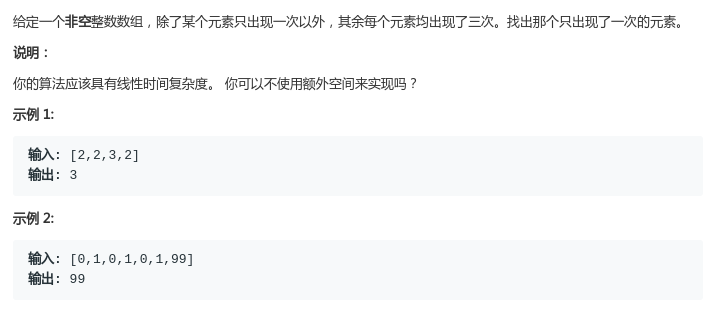 给定一个非空整数数组，除了某个元素只出现一次以外，其余每个元素均出现了三次。找出那个只出现了一次的元素。
说明：
你的算法应该具有线性时间复杂度。 你可以不使用额外空间来实现吗？
示例 1:
输入: [2,2,3,2]
输出: 3
示例 2:
输入: [0,1,0,1,0,1,99]
输出: 99